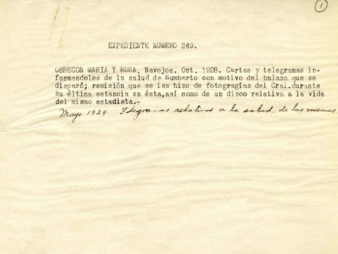 1
EXPEDIENTE NUMERO 249.
OBREGON MARIA Y ROSA, Navojoa. Oct. 1928. Cartas y telegramas in-
formandoles de la salud de Humberto con motivo del balazo que se
disparó; remisión que se les hizo de fotografias del Gral. durante
su última estancia en ésta, así como de un disco relativo a la vida
del mismo estadista.-
Mayo 1929. Telegramas relativos a la salud de las mismas